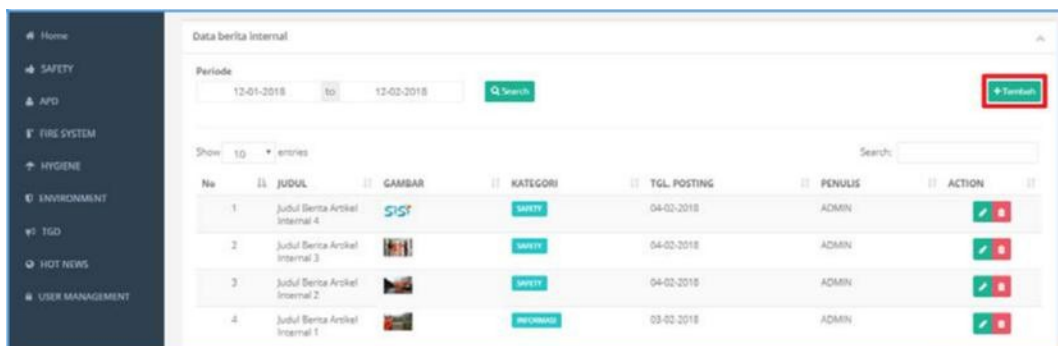 Home
SAFETY
APD
FIRE SYSTEM
HYGIENE
ENVIRONMENT
TGD
HOT NEWS
USER MANAGEMENT
Data berita internal
Periode
12-01-2018 to 12-02-2018 Search +Tambah
Show 10 entries Search:
No JUDUL GAMBAR KATEGORI TGL. POSTING PENULIS ACTION
1 Judul Berita Artikel SISI SAFETY 04-02-2018 ADMIN
Internal 4
2 Judul Berita Artikel SAFETY 04-02-2018 ADMIN
Internal 3
3 Judul Berita Artikel SAFETY 04-02-2018 ADMIN
Internal 2
4 Judul Berita Artikel INFORMASI 03-02-2018 ADMIN
Internal 1